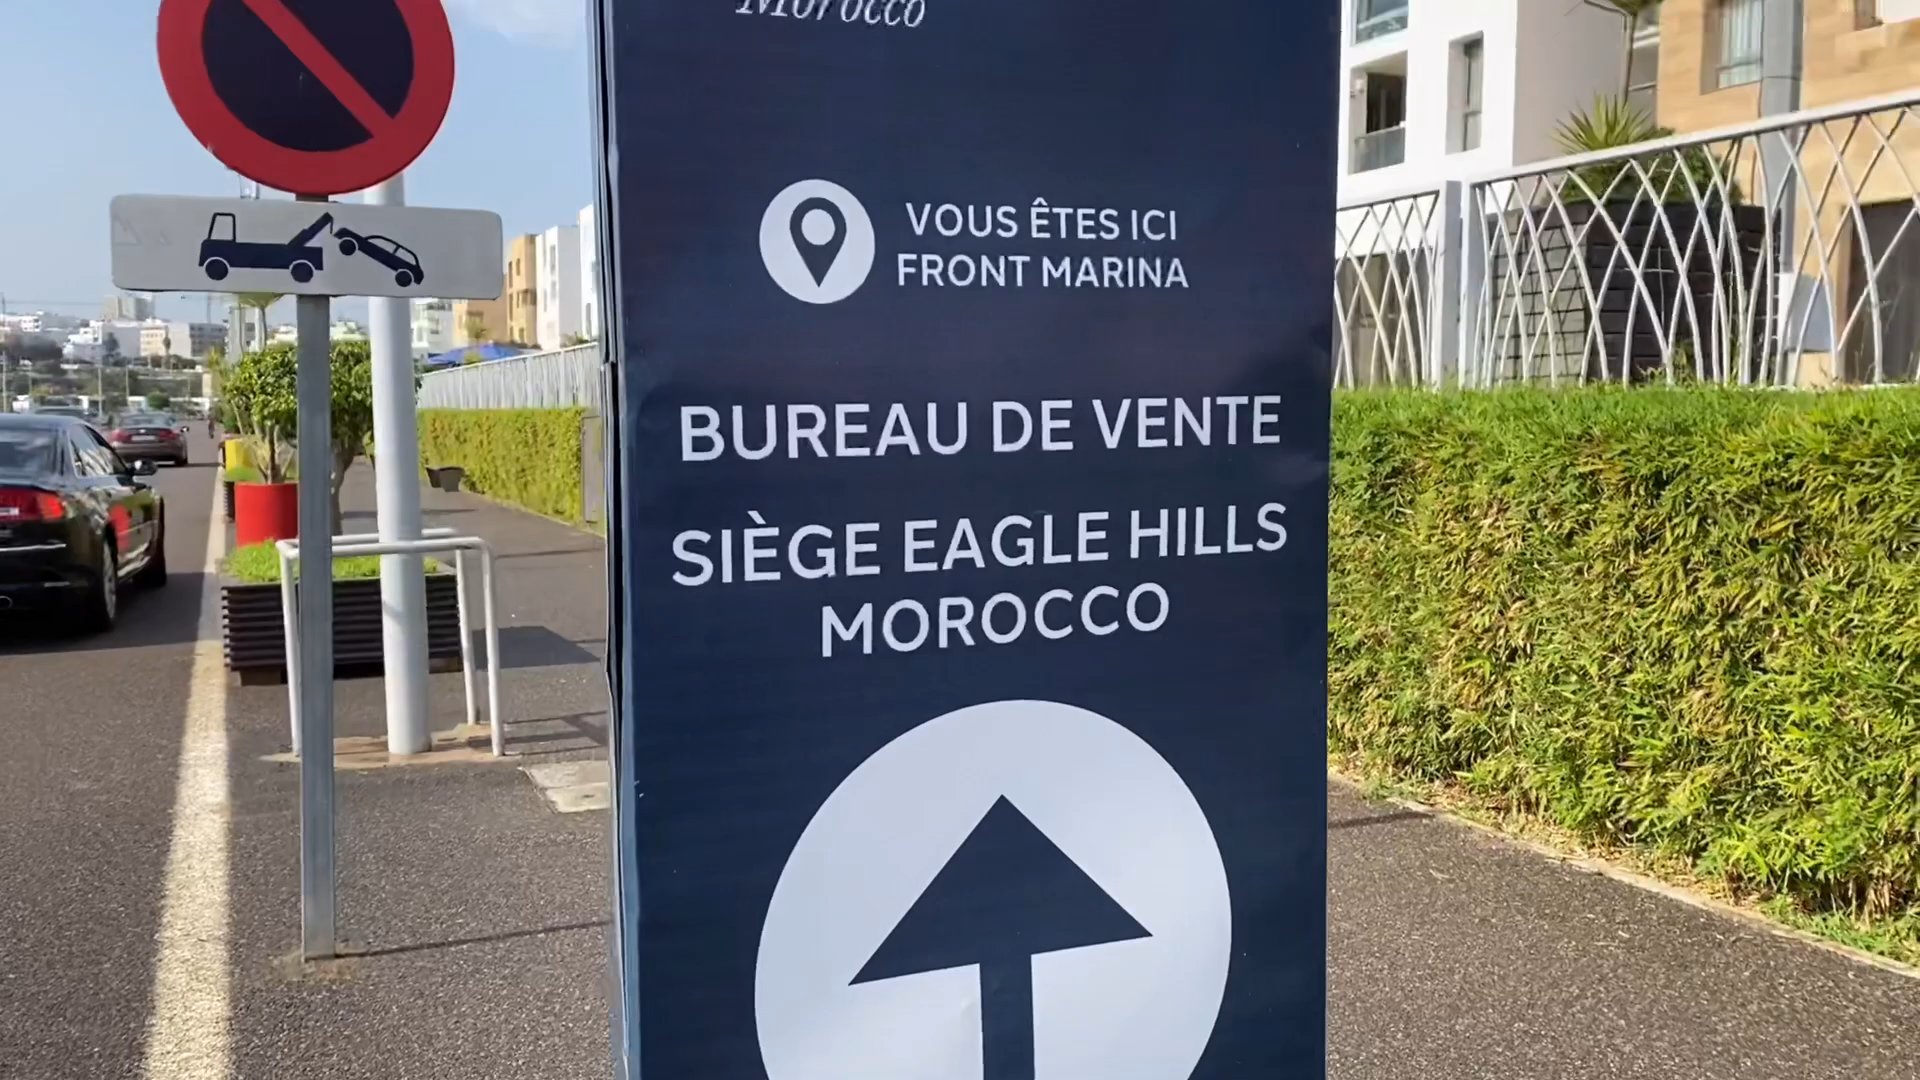 Morocco
VOUS ÊTES ICI
FRONT MARINA
BUREAU DE VENTE
SIÈGE EAGLE HILLS
MOROCCO